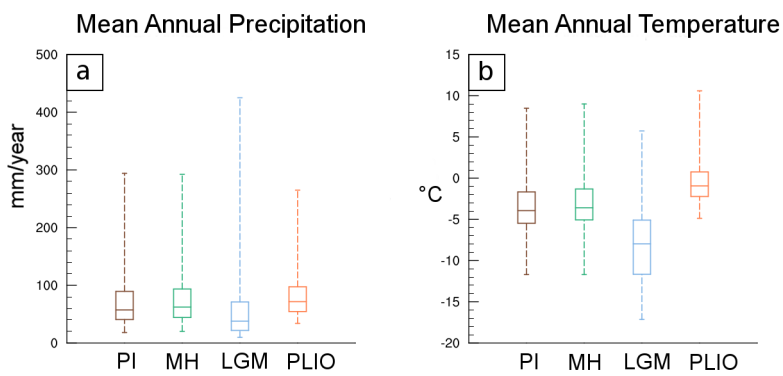 Mean Annual Precipitation
a
mm/year
500
400
300
200
100
0
PI MH LGM PLIO
Mean Annual Temperature
b
°C
15
10
5
0
-5
-10
-15
-20
PI MH LGM PLIO